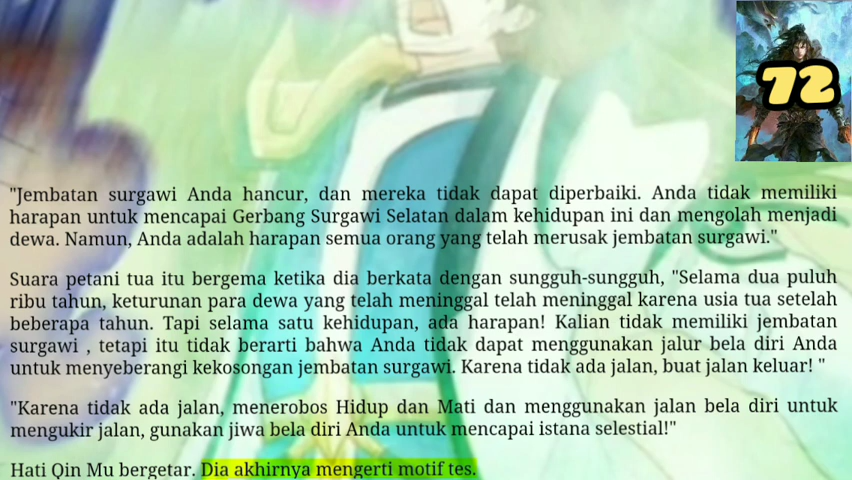 72
"Jembatan surgawi Anda hancur, dan mereka tidak dapat diperbaiki. Anda tidak memiliki
harapan untuk mencapai Gerbang Surgawi Selatan dalam kehidupan ini dan mengolah menjadi
dewa. Namun, Anda adalah harapan semua orang yang telah merusak jembatan surgawi."
Suara petani tua itu bergema ketika dia berkata dengan sungguh-sungguh, "Selama dua puluh
ribu tahun, keturunan para dewa yang telah meninggal telah meninggal karena usia tua setelah
beberapa tahun. Tapi selama satu kehidupan, ada harapan! Kalian tidak memiliki jembatan
surgawi , tetapi itu tidak berarti bahwa Anda tidak dapat menggunakan jalur bela diri Anda
untuk menyeberangi kekosongan jembatan surgawi. Karena tidak ada jalan, buat jalan keluar! "
"Karena tidak ada jalan, menerobos Hidup dan Mati dan menggunakan jalan bela diri untuk
mengukir jalan, gunakan jiwa bela diri Anda untuk mencapai istana selestial!"
Hati Qin Mu bergetar. Dia akhirnya mengerti motif tes.